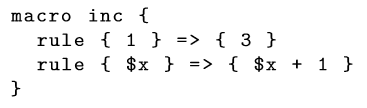 macro inc {
  rule { 1 } => { 3 }
  rule { $x } => { $x + 1 }
}